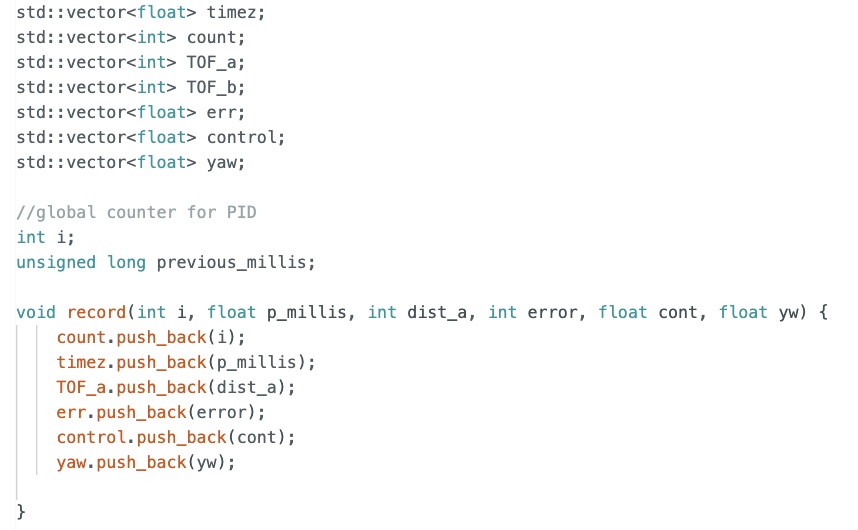 std::vector<float> timez;
std::vector<int> count;
std::vector<int> TOF_a;
std::vector<int> TOF_b;
std::vector<float> err;
std::vector<float> control;
std::vector<float> yaw;
//global counter for PID
int i;
unsigned long previous_millis;
void record(int i, float p_millis, int dist_a, int error, float cont, float yw) {
count.push_back(i);
timez.push_back(p_millis);
TOF_a.push_back(dist_a);
err.push_back(error);
control.push_back(cont);
yaw.push_back(yw);
}